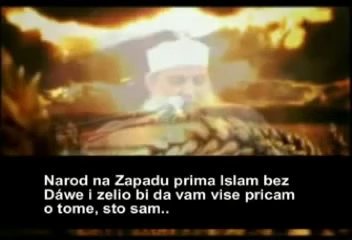 Narod na Zapadu prima Islam bez
Dáwe i zelio bi da vam vise pricam
o tome, sto sam..